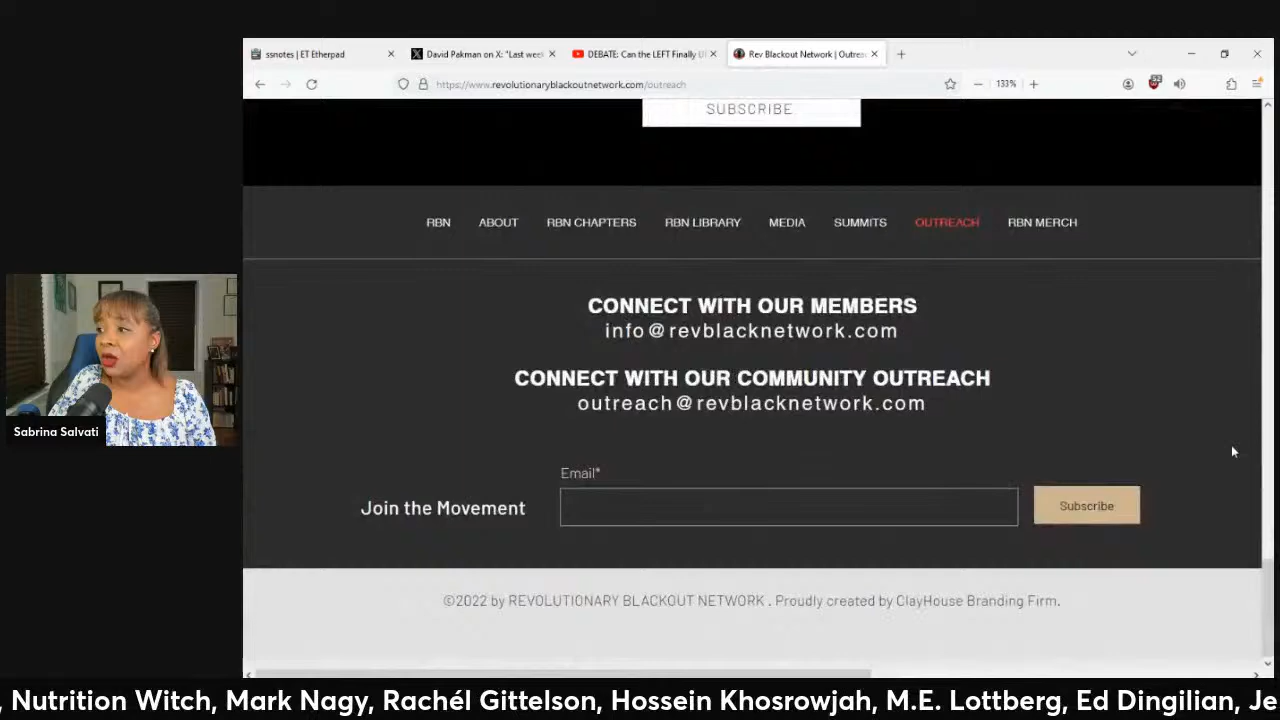 ssnotes | ET Etherpad
David Pakman on X: "Last wee
DEBATE: Can the LEFT Finally U
Rev Blackout Network | Outrea
https://www.revolutionaryblackoutnetwork.com/outreach
133%
SUBSCRIBE
RBN ABOUT RBN CHAPTERS RBN LIBRARY MEDIA SUMMITS OUTREACH RBN MERCH
CONNECT WITH OUR MEMBERS
info@revblacknetwork.com
CONNECT WITH OUR COMMUNITY OUTREACH
outreach@revblacknetwork.com
Email*
Join the Movement
Subscribe
©2022 by REVOLUTIONARY BLACKOUT NETWORK . Proudly created by ClayHouse Branding Firm.
Sabrina Salvati
, Nutrition Witch, Mark Nagy, Rachél Gittelson, Hossein Khosrowjah, M.E. Lottberg, Ed Dingilian, Je